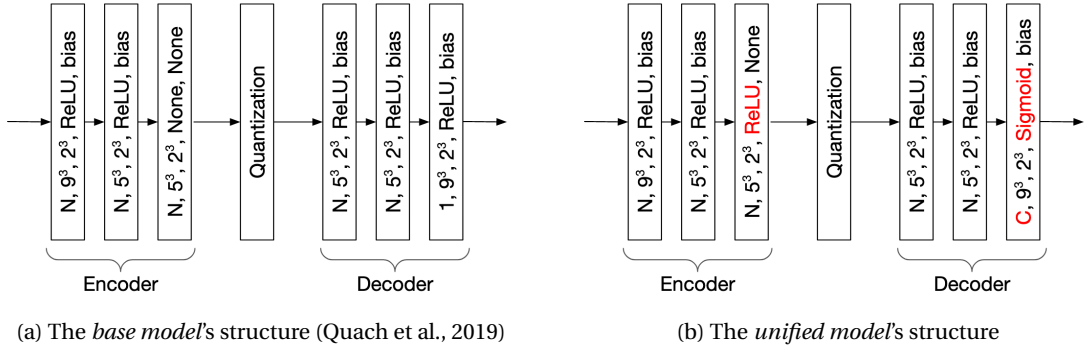 N, 9³, 2³, ReLU, bias
N, 5³, 2³, ReLU, bias
N, 5³, 2³, None, None
Quantization
N, 5³, 2³, ReLU, bias
N, 5³, 2³, ReLU, bias
1, 9³, 2³, ReLU, bias
Encoder
Decoder
(a) The base model's structure (Quach et al., 2019)
N, 9³, 2³, ReLU, bias
N, 5³, 2³, ReLU, bias
N, 5³, 2³, ReLU, None
Quantization
N, 5³, 2³, ReLU, bias
N, 5³, 2³, ReLU, bias
C, 9³, 2³, Sigmoid, bias
Encoder
Decoder
(b) The unified model's structure